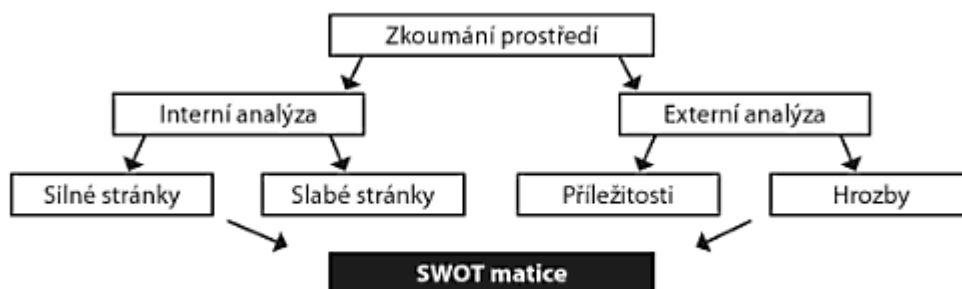 Zkoumání prostředí
Interní analýza
Externí analýza
Silné stránky
Slabé stránky
Příležitosti
Hrozby
SWOT matice